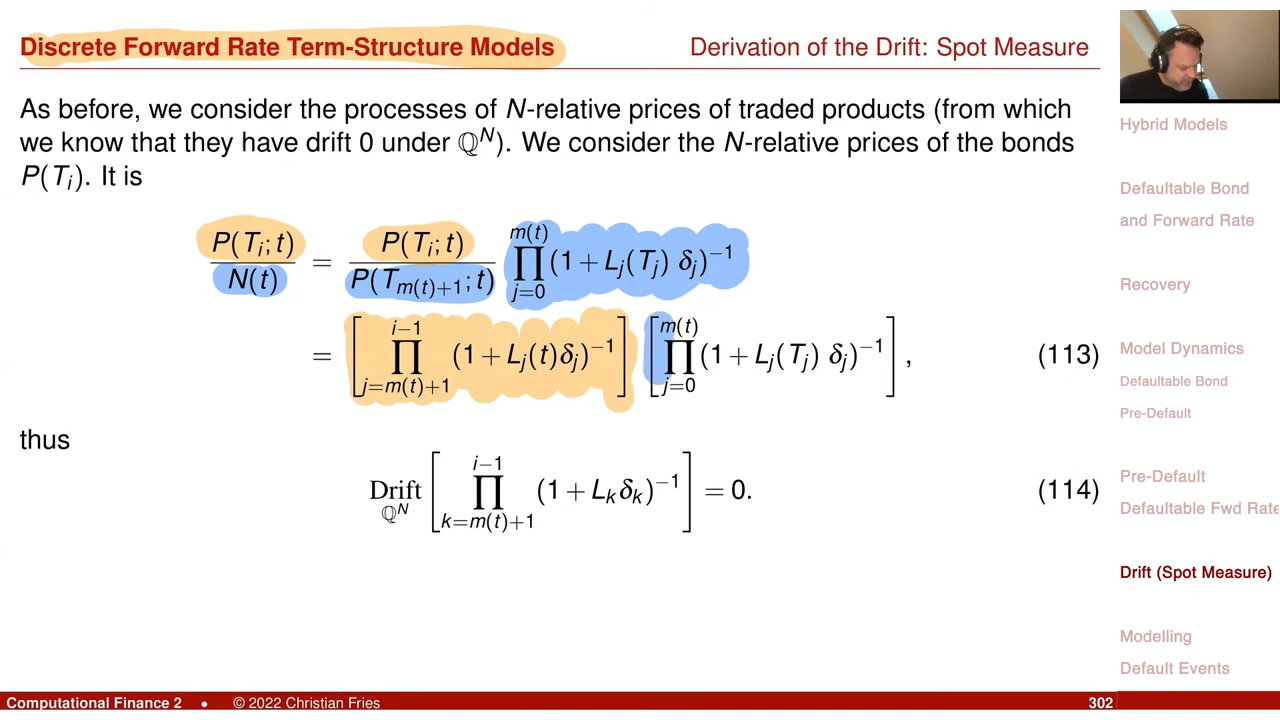 Discrete Forward Rate Term-Structure Models
Derivation of the Drift: Spot Measure
As before, we consider the processes of N-relative prices of traded products (from which
we know that they have drift 0 under ℚᴺ). We consider the N-relative prices of the bonds
P(T_i). It is
P(T_i;t) / N(t) = P(T_i;t) / P(T_{m(t)+1};t) ∏_{j=0}^{m(t)} (1 + L_j(T_j) δ_j)^{−1}
= [ ∏_{j=m(t)+1}^{i−1} (1 + L_j(t)δ_j)^{−1} ] [ ∏_{j=0}^{m(t)} (1 + L_j(T_j) δ_j)^{−1} ], (113)
thus
Drift_{ℚᴺ} [ ∏_{k=m(t)+1}^{i−1} (1 + L_kδ_k)^{−1} ] = 0. (114)
Hybrid Models
Defaultable Bond
and Forward Rate
Recovery
Model Dynamics
Defaultable Bond
Pre-Default
Pre-Default
Defaultable Fwd Rate
Drift (Spot Measure)
Modelling
Default Events
Computational Finance 2 • © 2022 Christian Fries 302